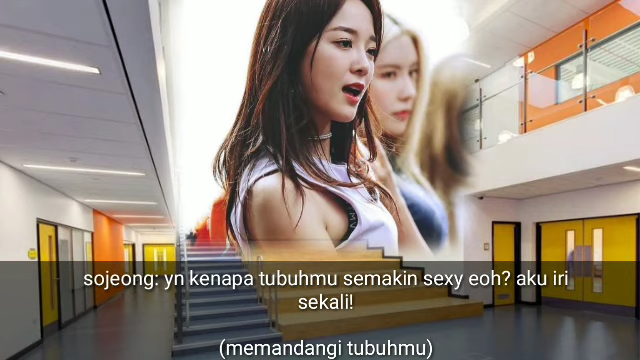 sojeong: yn kenapa tubuhmu semakin sexy eoh? aku iri
sekali!
(memandangi tubuhmu)